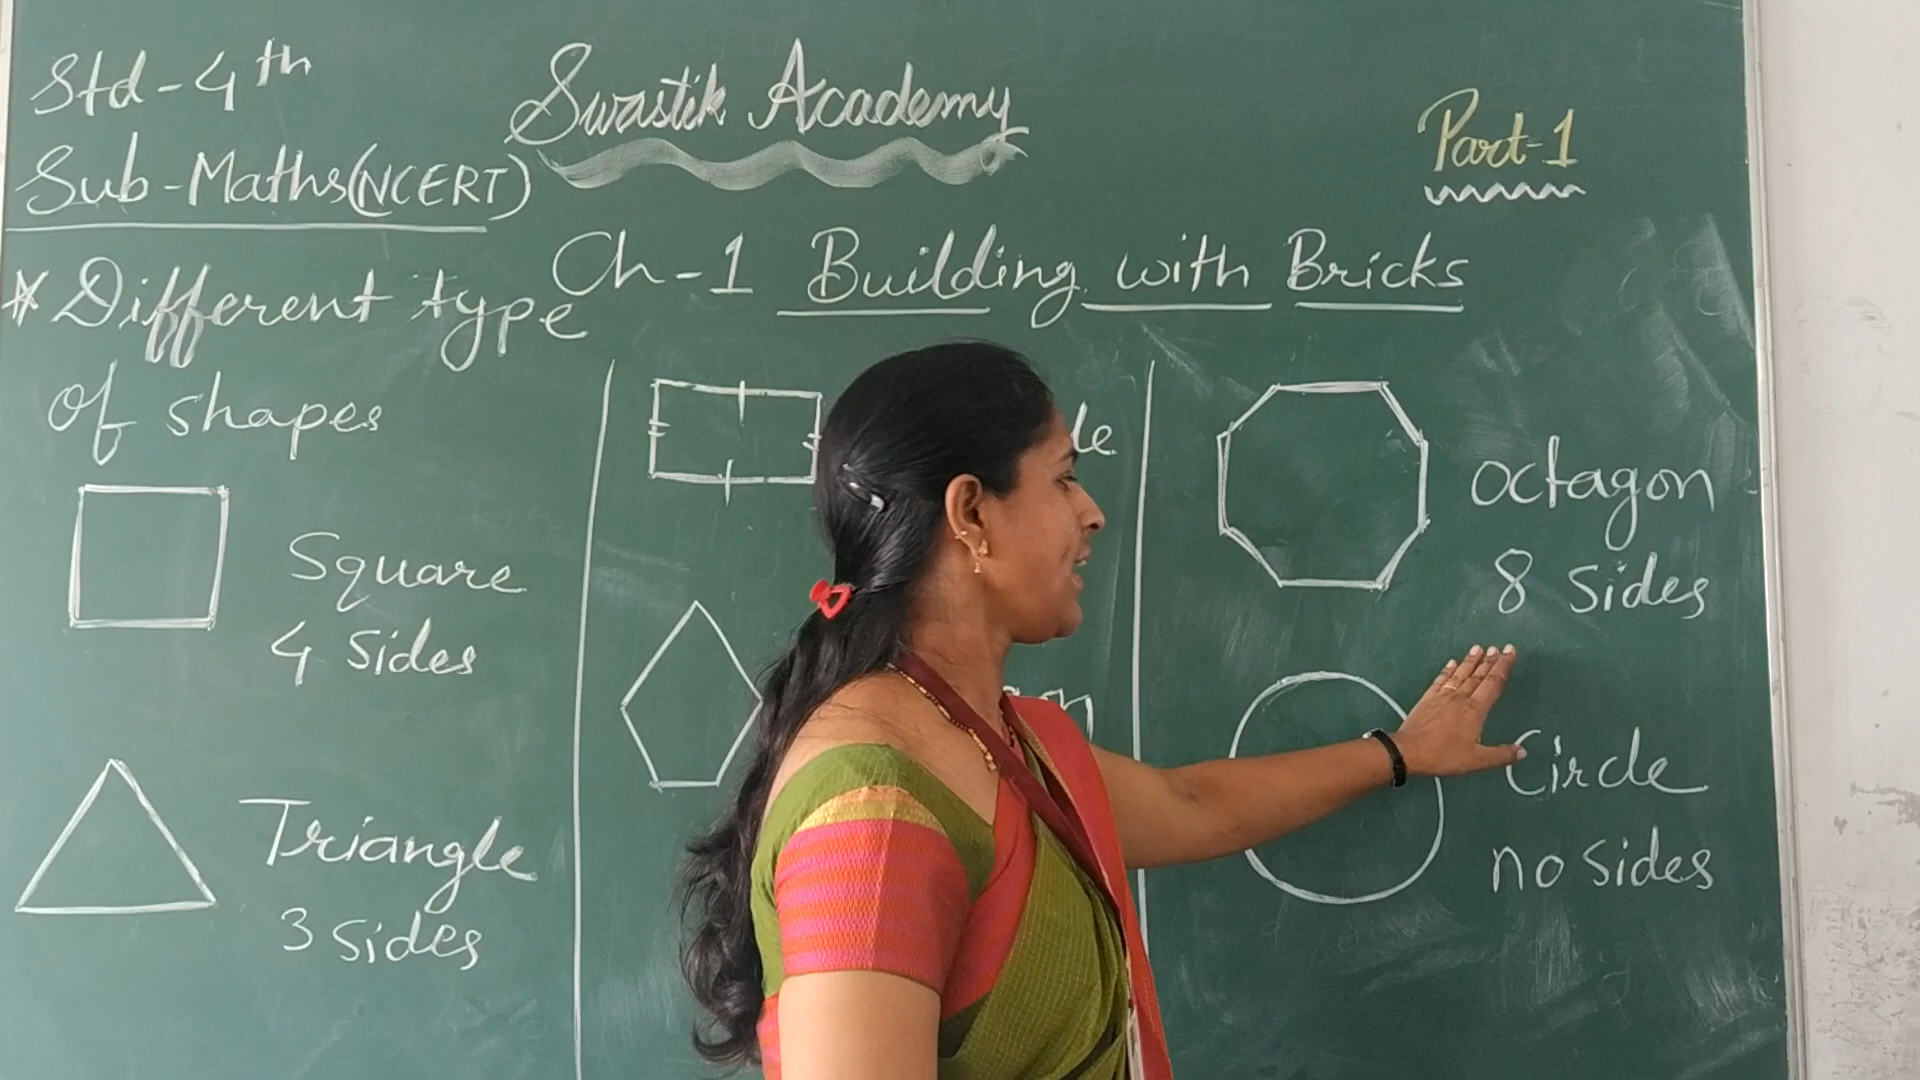 Std-4th
Swastik Academy
Part-1
Sub-Maths(NCERT)
Ch-1 Building with Bricks
* Different type
of shapes
Square
4 sides
Triangle
3 sides
octagon
8 sides
Circle
no sides